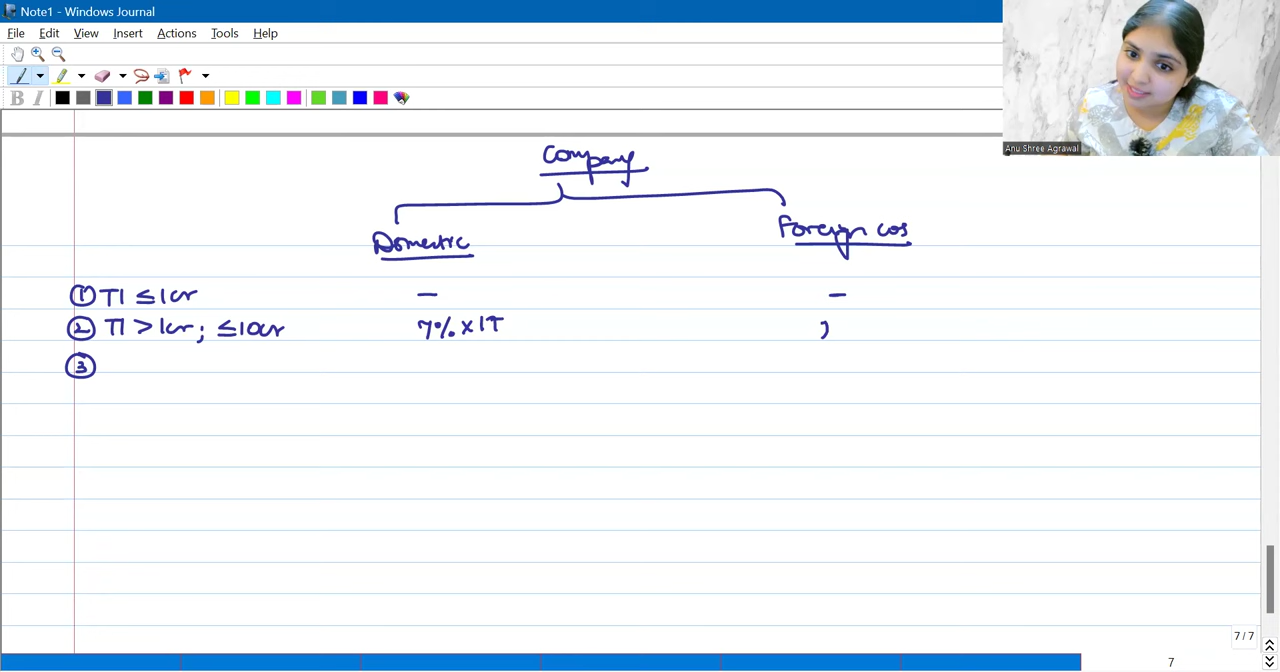 Note1 - Windows Journal
File Edit View Insert Actions Tools Help
B I
Anu Shree Agrawal
Company
Domestic Foreign cos
① TI ≤ 1cr — —
② TI > 1cr ; ≤ 10cr 7% × IT
③
7 / 7
7